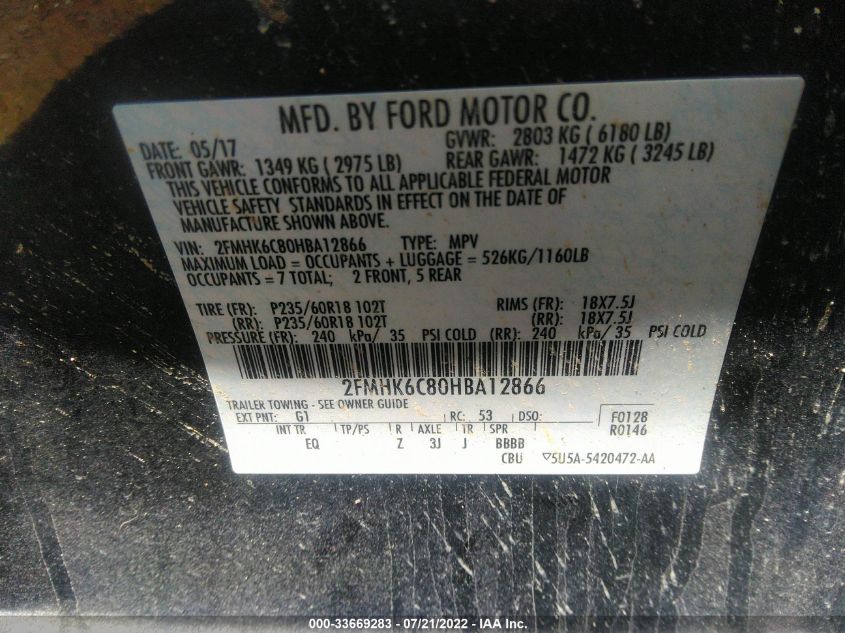 MFD. BY FORD MOTOR CO.
DATE: 05/17 GVWR: 2803 KG ( 6180 LB)
FRONT GAWR: 1349 KG ( 2975 LB) REAR GAWR: 1472 KG ( 3245 LB)
THIS VEHICLE CONFORMS TO ALL APPLICABLE FEDERAL MOTOR
VEHICLE SAFETY STANDARDS IN EFFECT ON THE DATE OF
MANUFACTURE SHOWN ABOVE.
VIN: 2FMHK6C80HBA12866 TYPE: MPV
MAXIMUM LOAD = OCCUPANTS + LUGGAGE = 526KG/1160LB
OCCUPANTS = 7 TOTAL; 2 FRONT, 5 REAR
TIRE (FR): P235/60R18 102T RIMS (FR): 18X7.5J
(RR): P235/60R18 102T (RR): 18X7.5J
PRESSURE (FR): 240 kPa/ 35 PSI COLD (RR): 240 kPa/ 35 PSI COLD
2FMHK6C80HBA12866
TRAILER TOWING - SEE OWNER GUIDE
EXT PNT: G1 RC: 53 DSO: F0128
INT TR TP/PS R AXLE TR SPR R0146
EQ Z 3J J BBBB
CBU ▽5U5A-5420472-AA
000-33669283 - 07/21/2022 - IAA Inc.